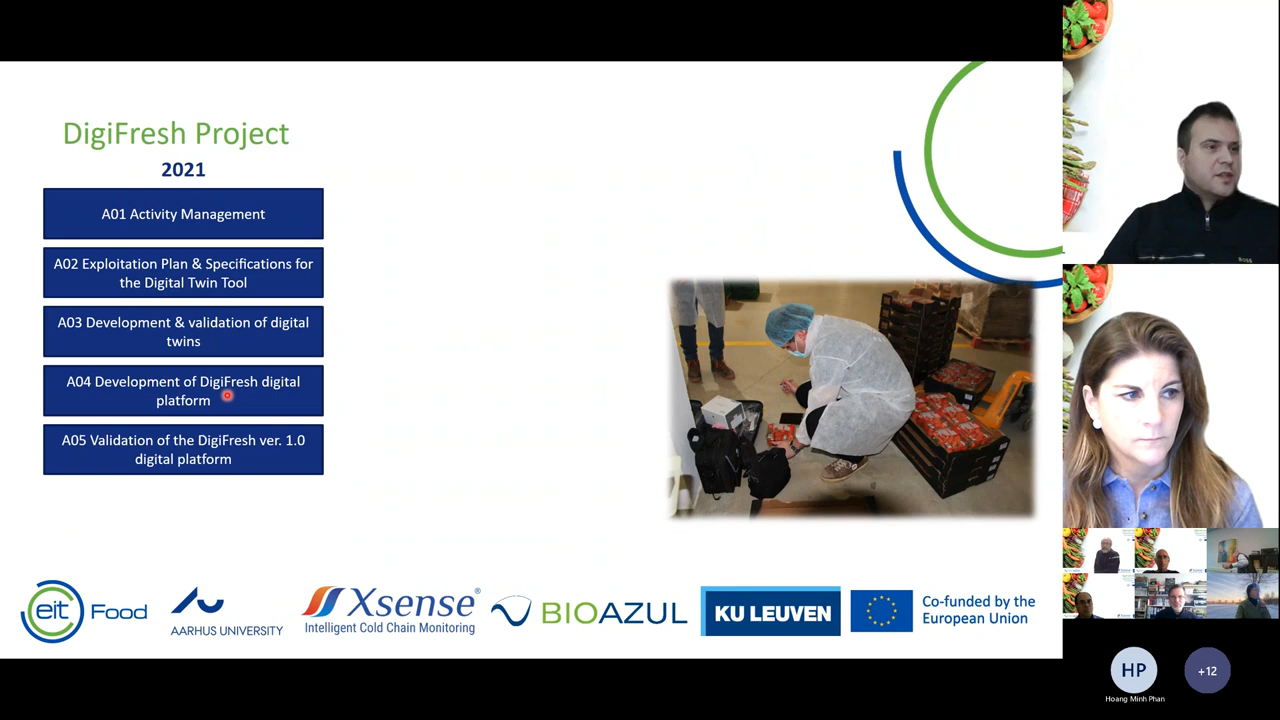 DigiFresh Project
2021
A01 Activity Management
A02 Exploitation Plan & Specifications for
the Digital Twin Tool
A03 Development & validation of digital
twins
A04 Development of DigiFresh digital
platform
A05 Validation of the DigiFresh ver. 1.0
digital platform
eit Food
AARHUS UNIVERSITY
Xsense®
Intelligent Cold Chain Monitoring
BIOAZUL
KU LEUVEN
Co-funded by the
European Union
BOSS
HP
+12
Hoang Minh Phan